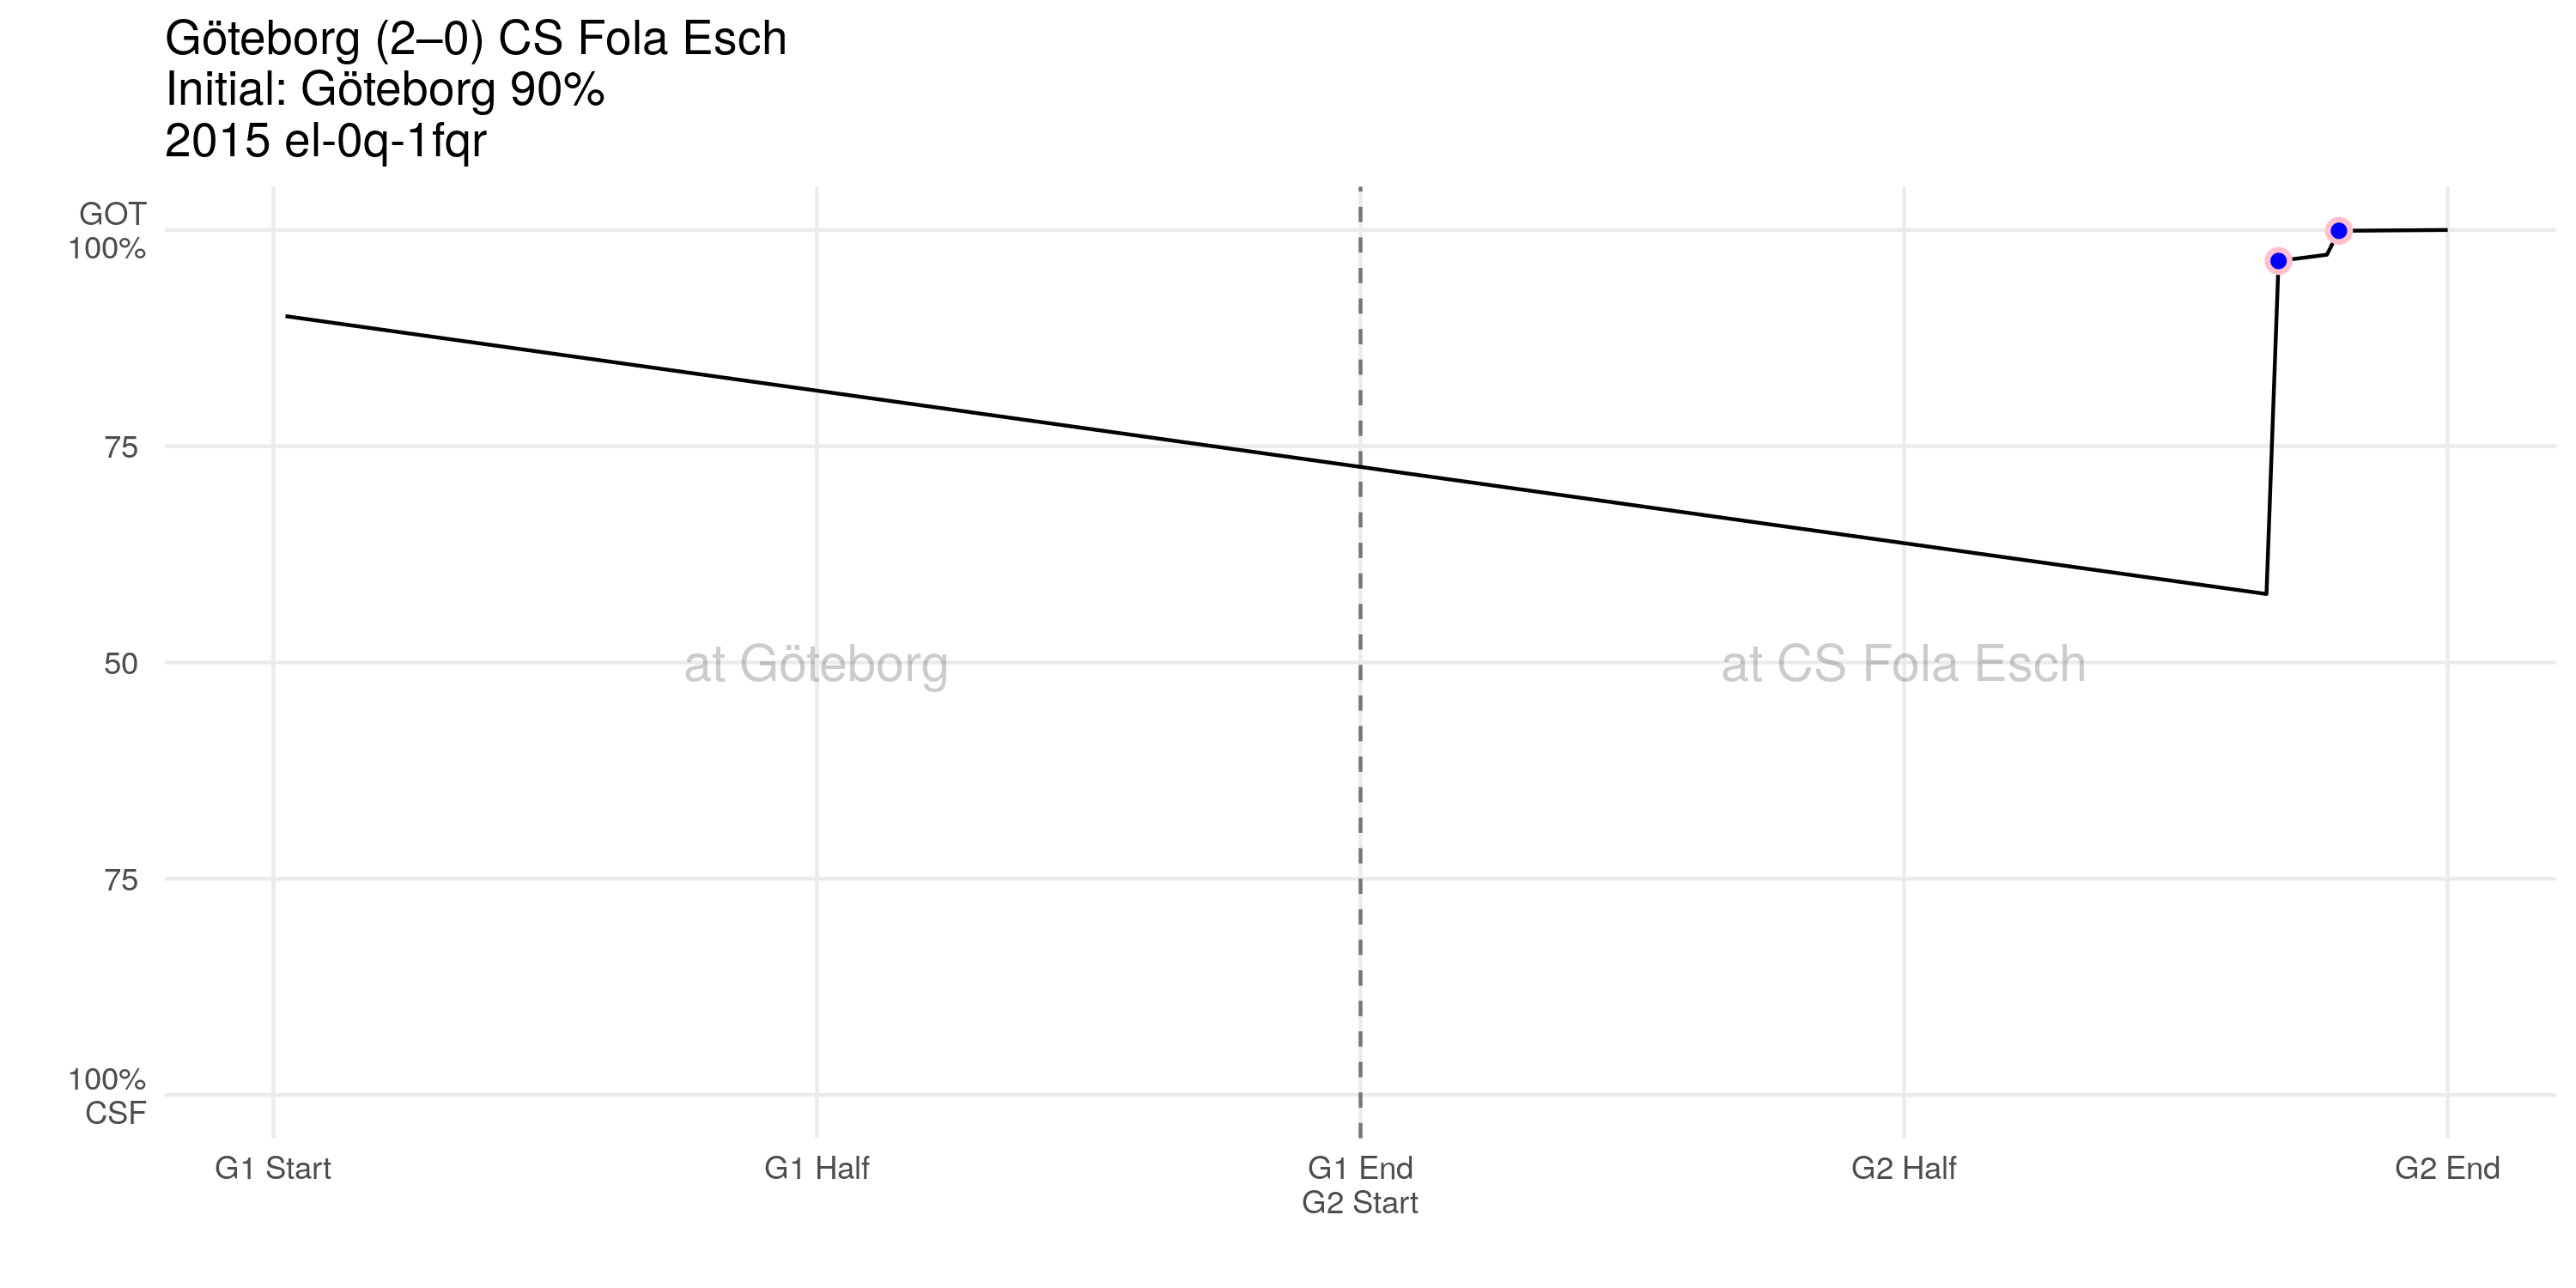 Göteborg (2–0) CS Fola Esch
Initial: Göteborg 90%
2015 el-0q-1fqr
GOT
100%
75
50
75
100%
CSF
at Göteborg
at CS Fola Esch
G1 Start
G1 Half
G1 End
G2 Start
G2 Half
G2 End